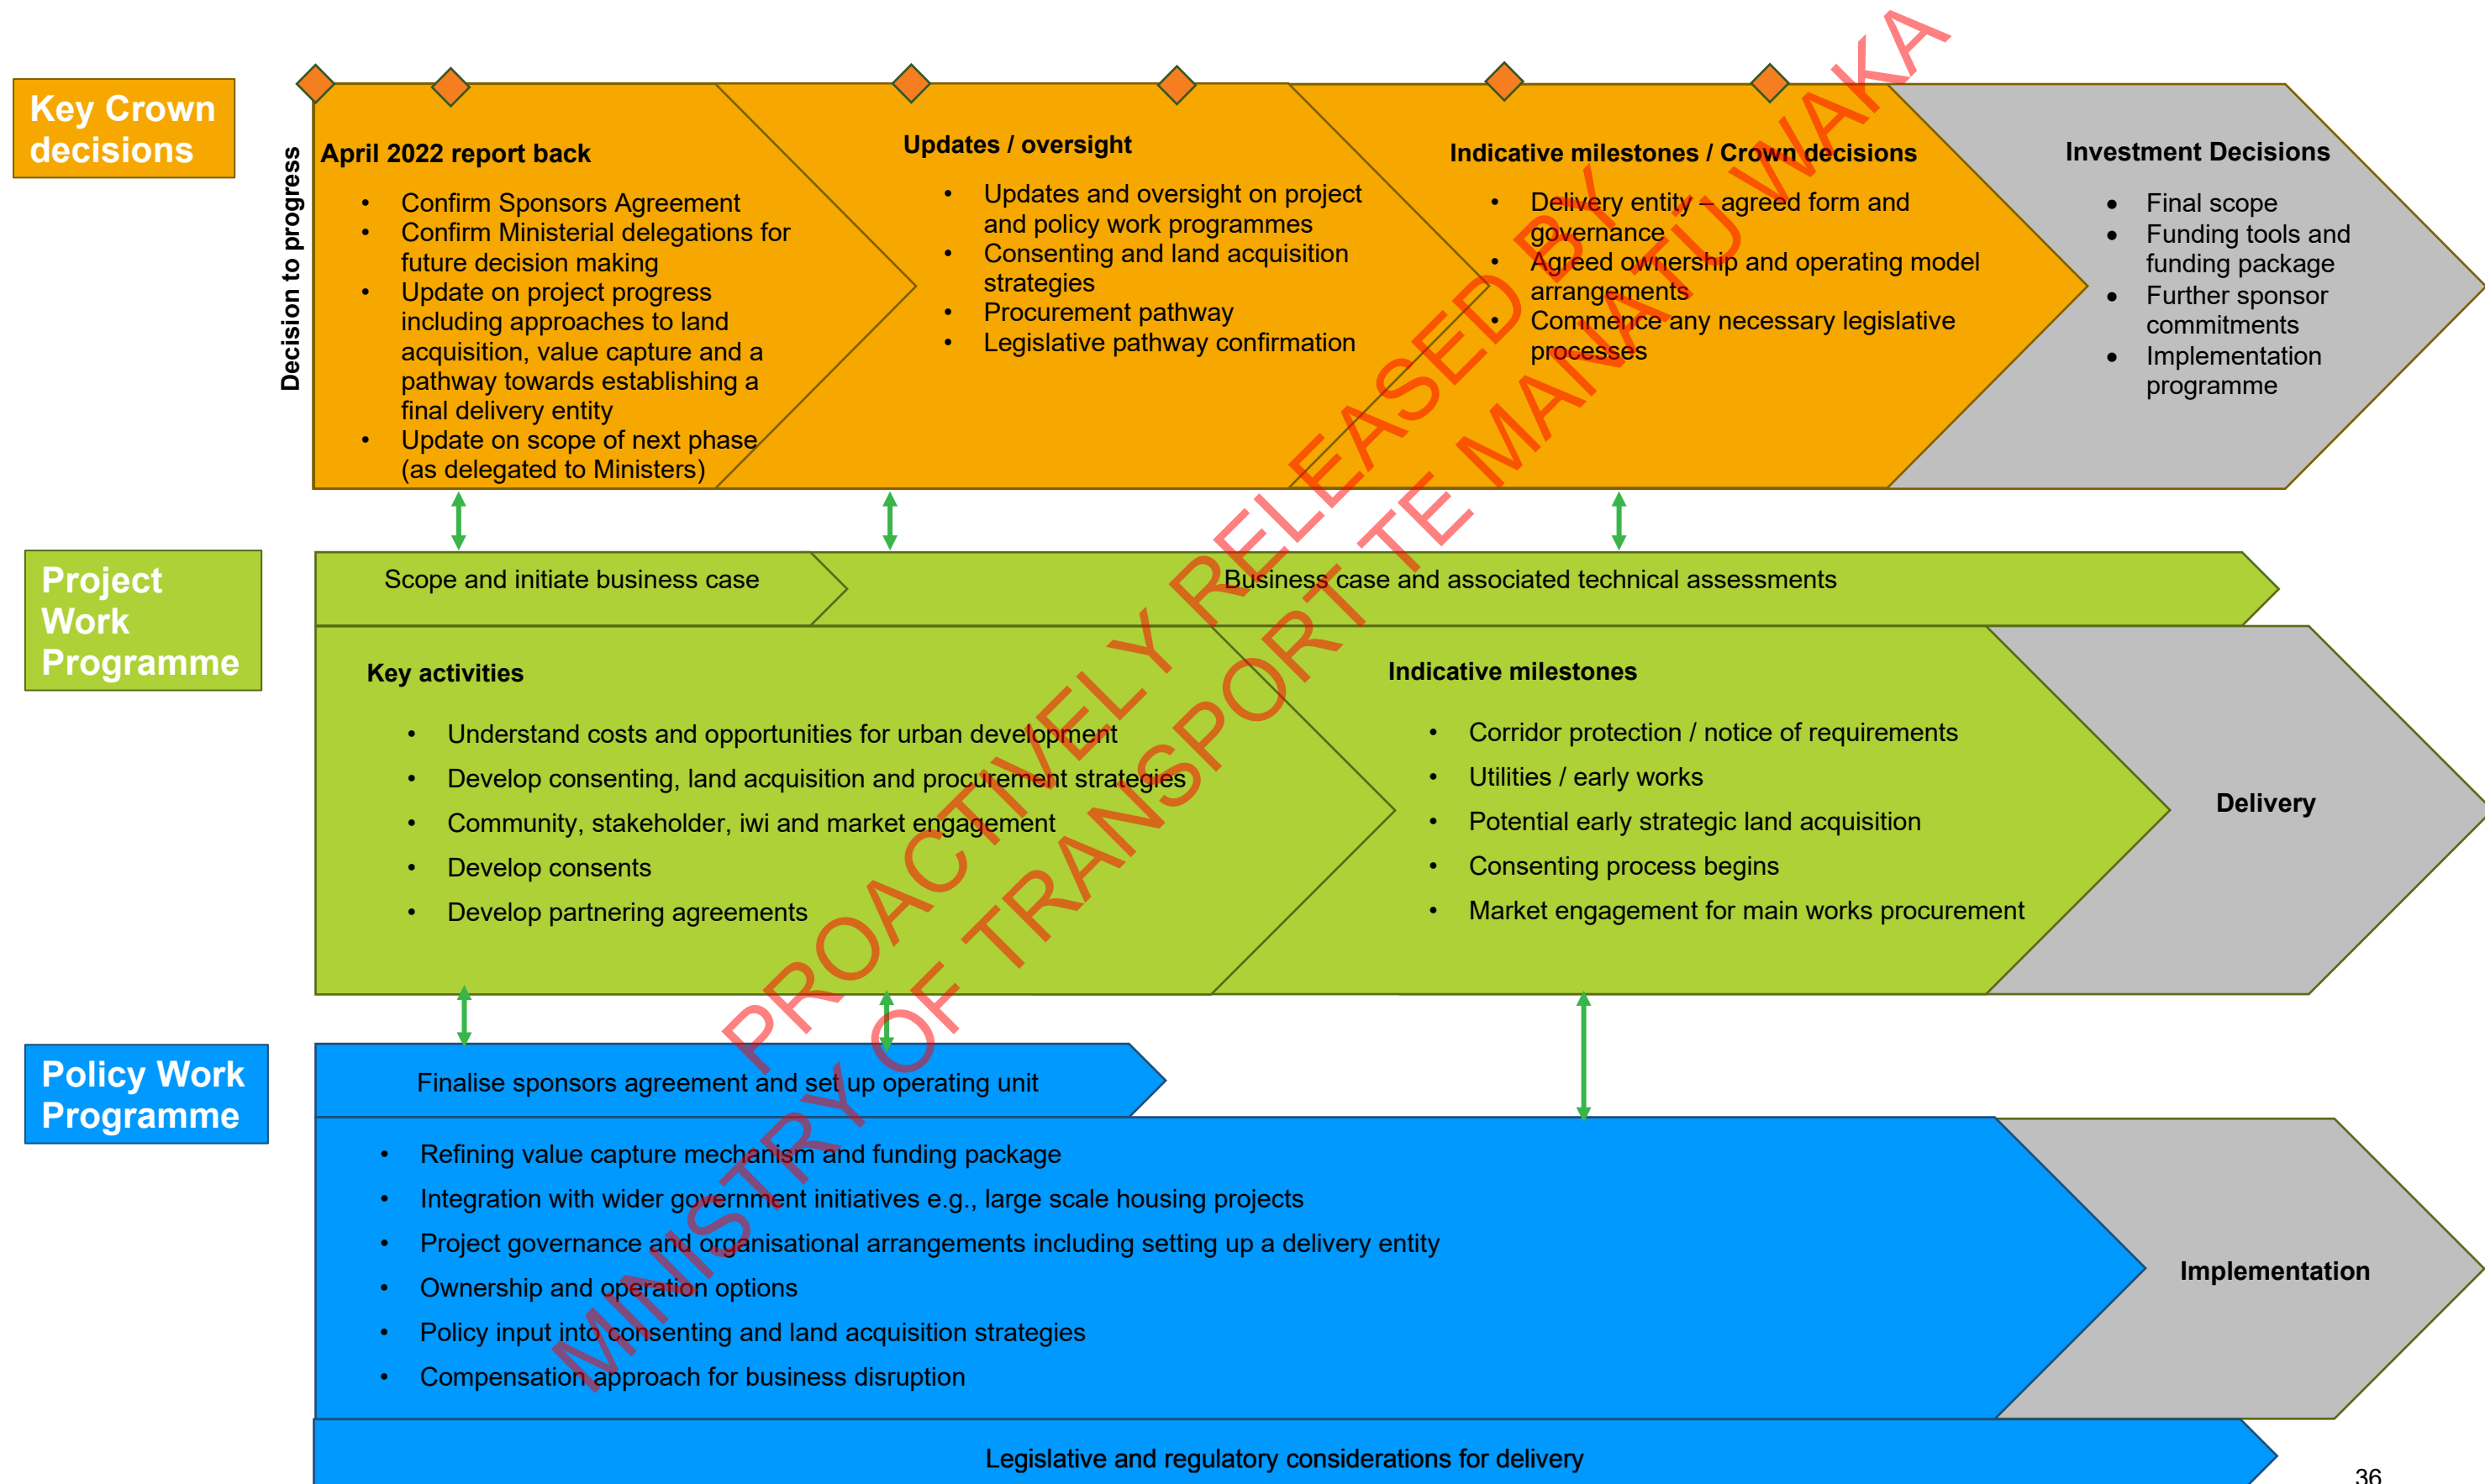 Key Crown
decisions
Decision to progress
April 2022 report back
• Confirm Sponsors Agreement
• Confirm Ministerial delegations for
future decision making
• Update on project progress
including approaches to land
acquisition, value capture and a
pathway towards establishing a
final delivery entity
• Update on scope of next phase
(as delegated to Ministers)
Updates / oversight
• Updates and oversight on project
and policy work programmes
• Consenting and land acquisition
strategies
• Procurement pathway
• Legislative pathway confirmation
Indicative milestones / Crown decisions
• Delivery entity – agreed form and
governance
• Agreed ownership and operating model
arrangements
• Commence any necessary legislative
processes
Investment Decisions
• Final scope
• Funding tools and
funding package
• Further sponsor
commitments
• Implementation
programme
Project
Work
Programme
Scope and initiate business case
Business case and associated technical assessments
Key activities
• Understand costs and opportunities for urban development
• Develop consenting, land acquisition and procurement strategies
• Community, stakeholder, iwi and market engagement
• Develop consents
• Develop partnering agreements
Indicative milestones
• Corridor protection / notice of requirements
• Utilities / early works
• Potential early strategic land acquisition
• Consenting process begins
• Market engagement for main works procurement
Delivery
Policy Work
Programme
Finalise sponsors agreement and set up operating unit
• Refining value capture mechanism and funding package
• Integration with wider government initiatives e.g., large scale housing projects
• Project governance and organisational arrangements including setting up a delivery entity
• Ownership and operation options
• Policy input into consenting and land acquisition strategies
• Compensation approach for business disruption
Implementation
Legislative and regulatory considerations for delivery
36
PROACTIVELY RELEASED BY
MINISTRY OF TRANSPORT TE MANATŪ WAKA